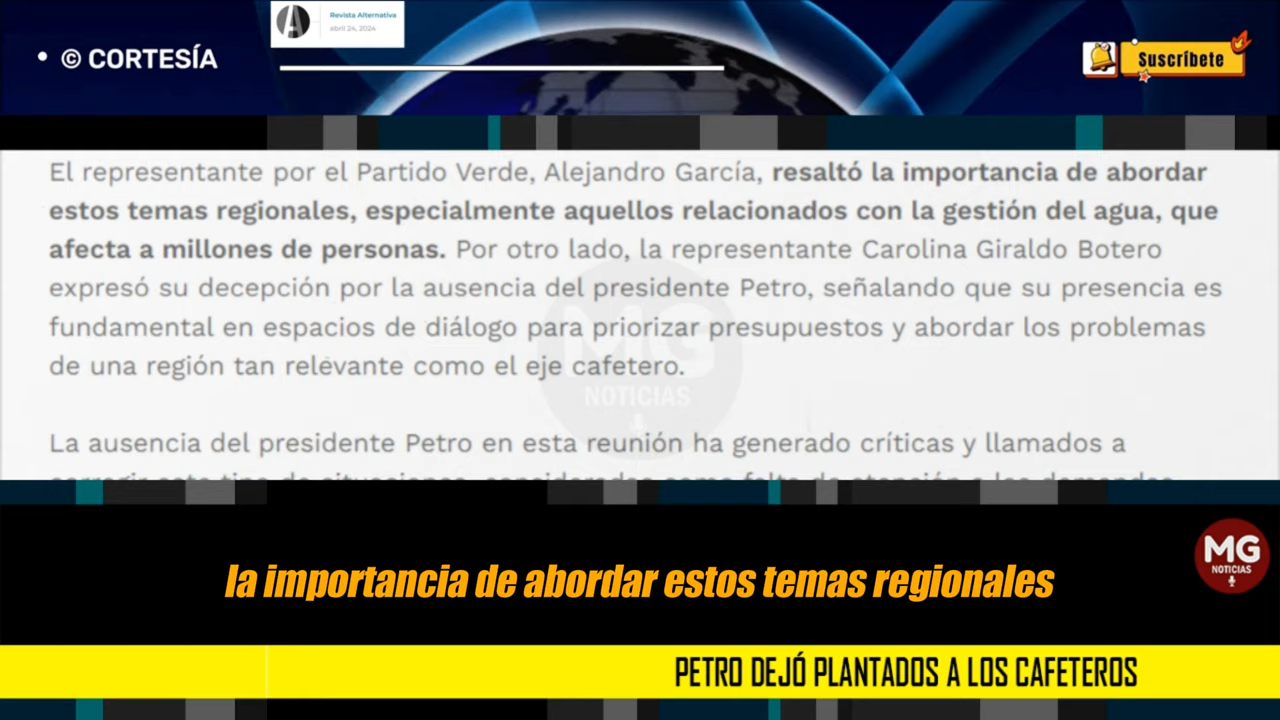 Revista Alternativa
abril 24, 2024
• © CORTESÍA
Suscríbete
El representante por el Partido Verde, Alejandro García, resaltó la importancia de abordar
estos temas regionales, especialmente aquellos relacionados con la gestión del agua, que
afecta a millones de personas. Por otro lado, la representante Carolina Giraldo Botero
expresó su decepción por la ausencia del presidente Petro, señalando que su presencia es
fundamental en espacios de diálogo para priorizar presupuestos y abordar los problemas
de una región tan relevante como el eje cafetero.
MG
NOTICIAS
La ausencia del presidente Petro en esta reunión ha generado críticas y llamados a
la importancia de abordar estos temas regionales
MG
NOTICIAS
PETRO DEJÓ PLANTADOS A LOS CAFETEROS